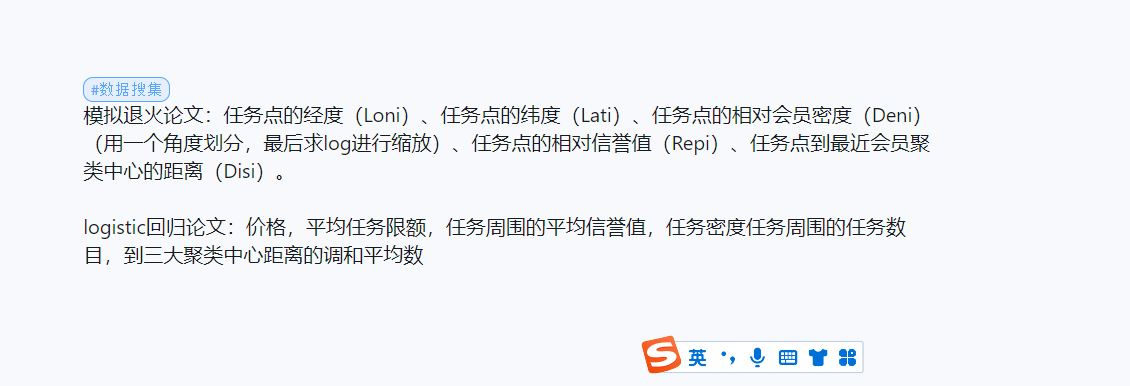 #数据搜集
模拟退火论文：任务点的经度（Loni）、任务点的纬度（Lati）、任务点的相对会员密度（Deni）
（用一个角度划分，最后求log进行缩放）、任务点的相对信誉值（Repi）、任务点到最近会员聚
类中心的距离（Disi）。
logistic回归论文：价格，平均任务限额，任务周围的平均信誉值，任务密度任务周围的任务数
目，到三大聚类中心距离的调和平均数
S 英